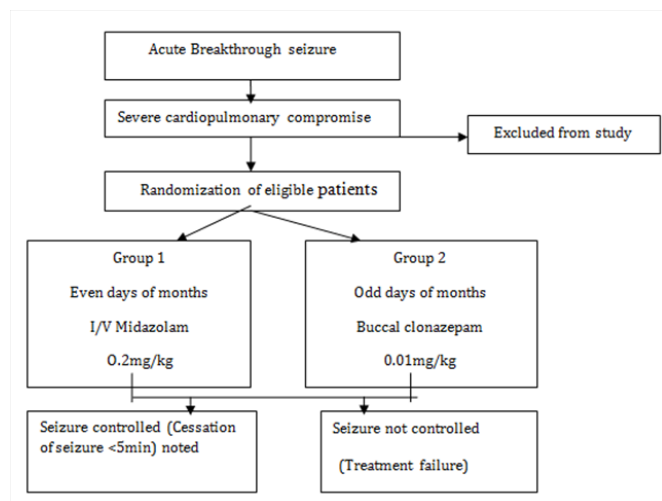 Acute Breakthrough seizure
Severe cardiopulmonary compromise
Excluded from study
Randomization of eligible patients
Group 1
Even days of months
I/V Midazolam
O.2mg/kg
Group 2
Odd days of months
Buccal clonazepam
0.01mg/kg
Seizure controlled (Cessation
of seizure <5min) noted
Seizure not controlled
(Treatment failure)